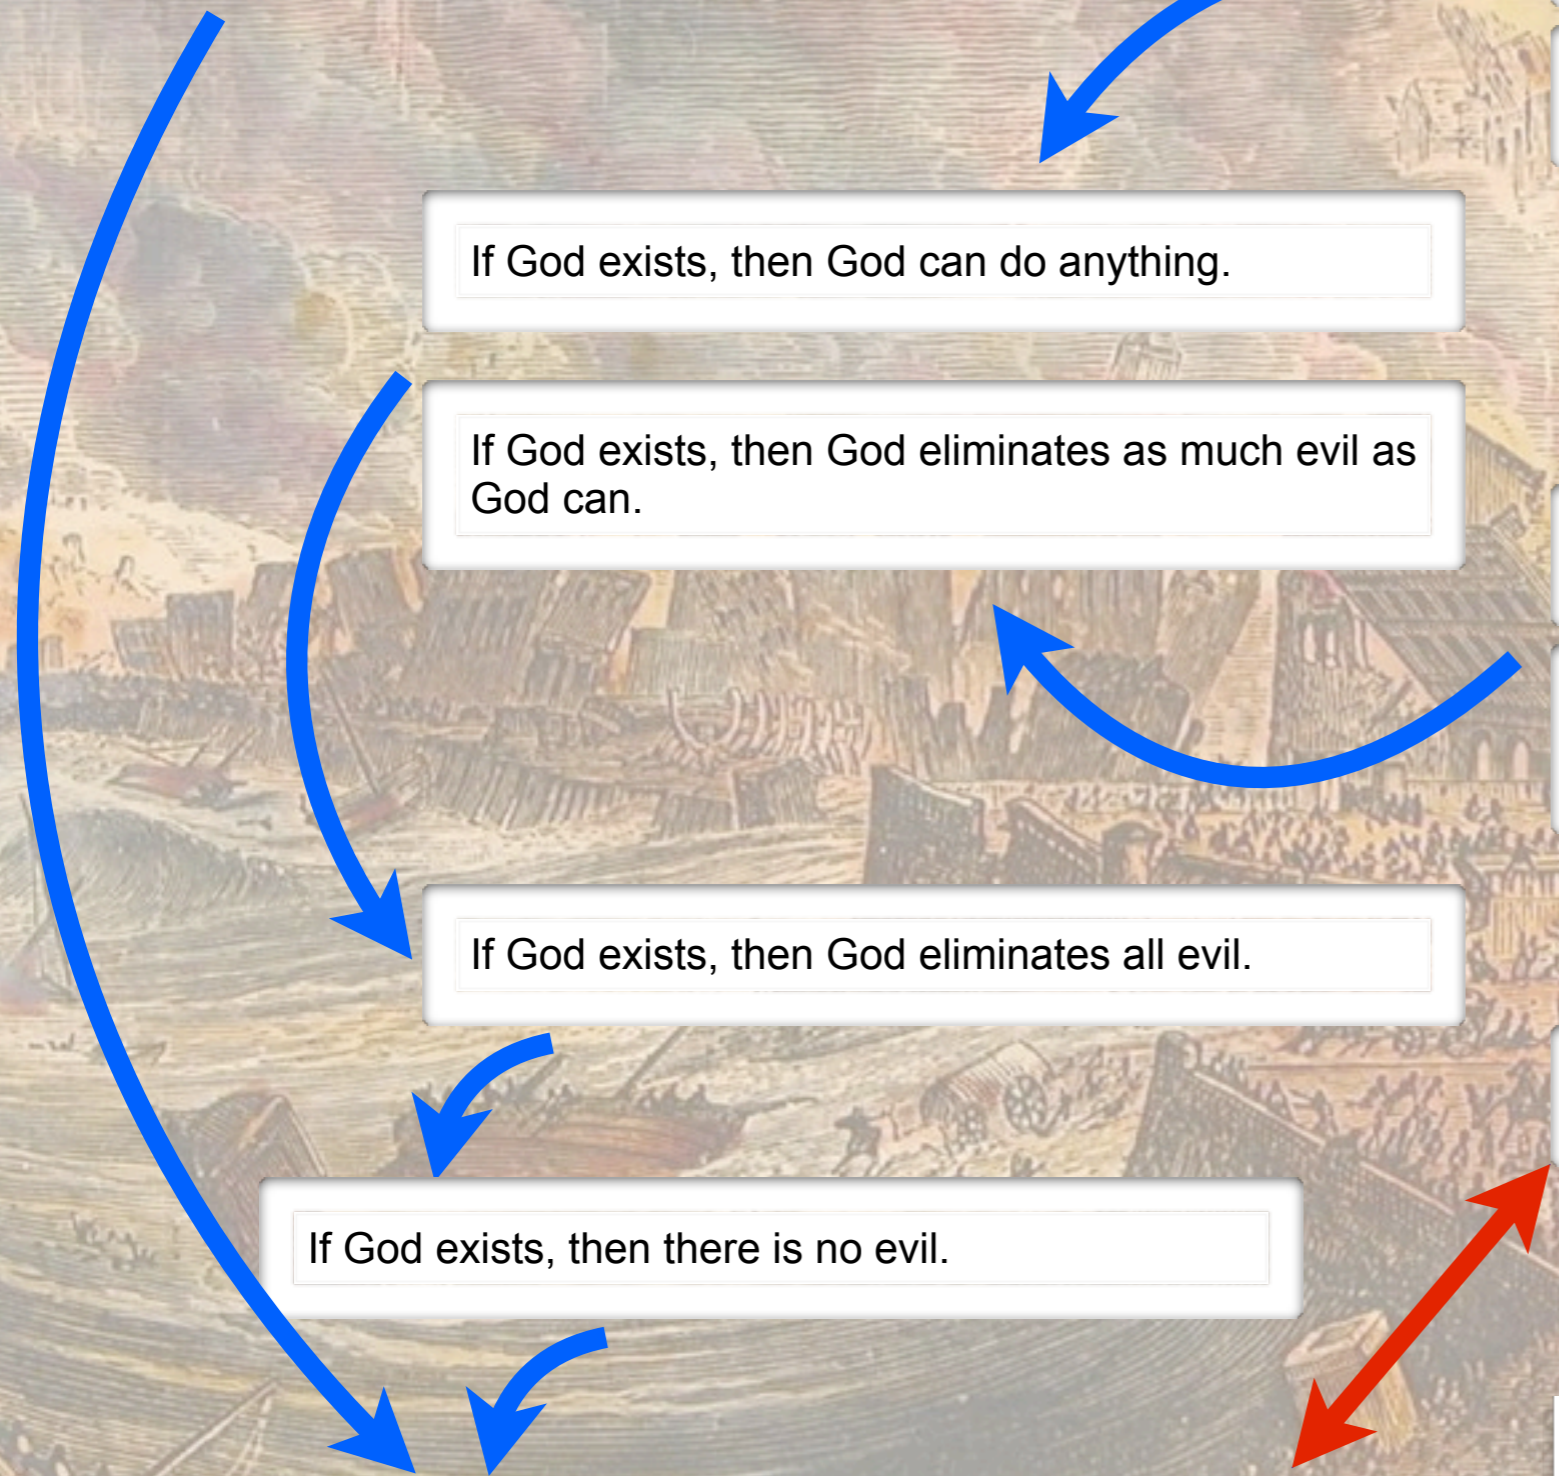 If God exists, then God can do anything.
If God exists, then God eliminates as much evil as
God can.
If God exists, then God eliminates all evil.
If God exists, then there is no evil.